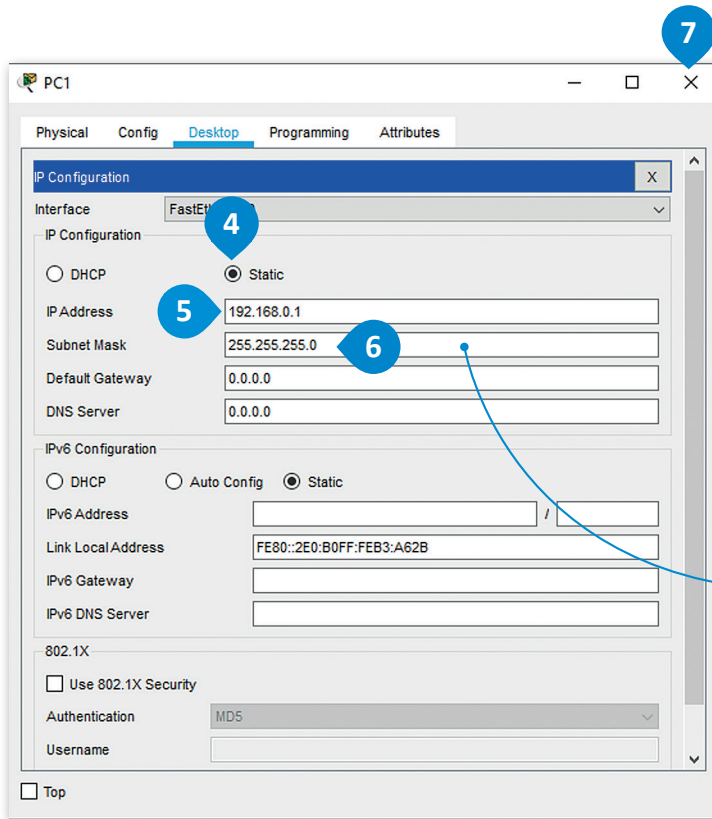 7
PC1
Physical Config Desktop Programming Attributes
IP Configuration X
Interface
4
IP Configuration
DHCP Static
5
IP Address 192.168.0.1
Subnet Mask 255.255.255.0 6
Default Gateway 0.0.0.0
DNS Server 0.0.0.0
IPv6 Configuration
DHCP Auto Config Static
IPv6 Address /
Link Local Address FE80::2E0:B0FF:FEB3:A62B
IPv6 Gateway
IPv6 DNS Server
802.1X
Use 802.1X Security
Authentication MD5
Username
Top